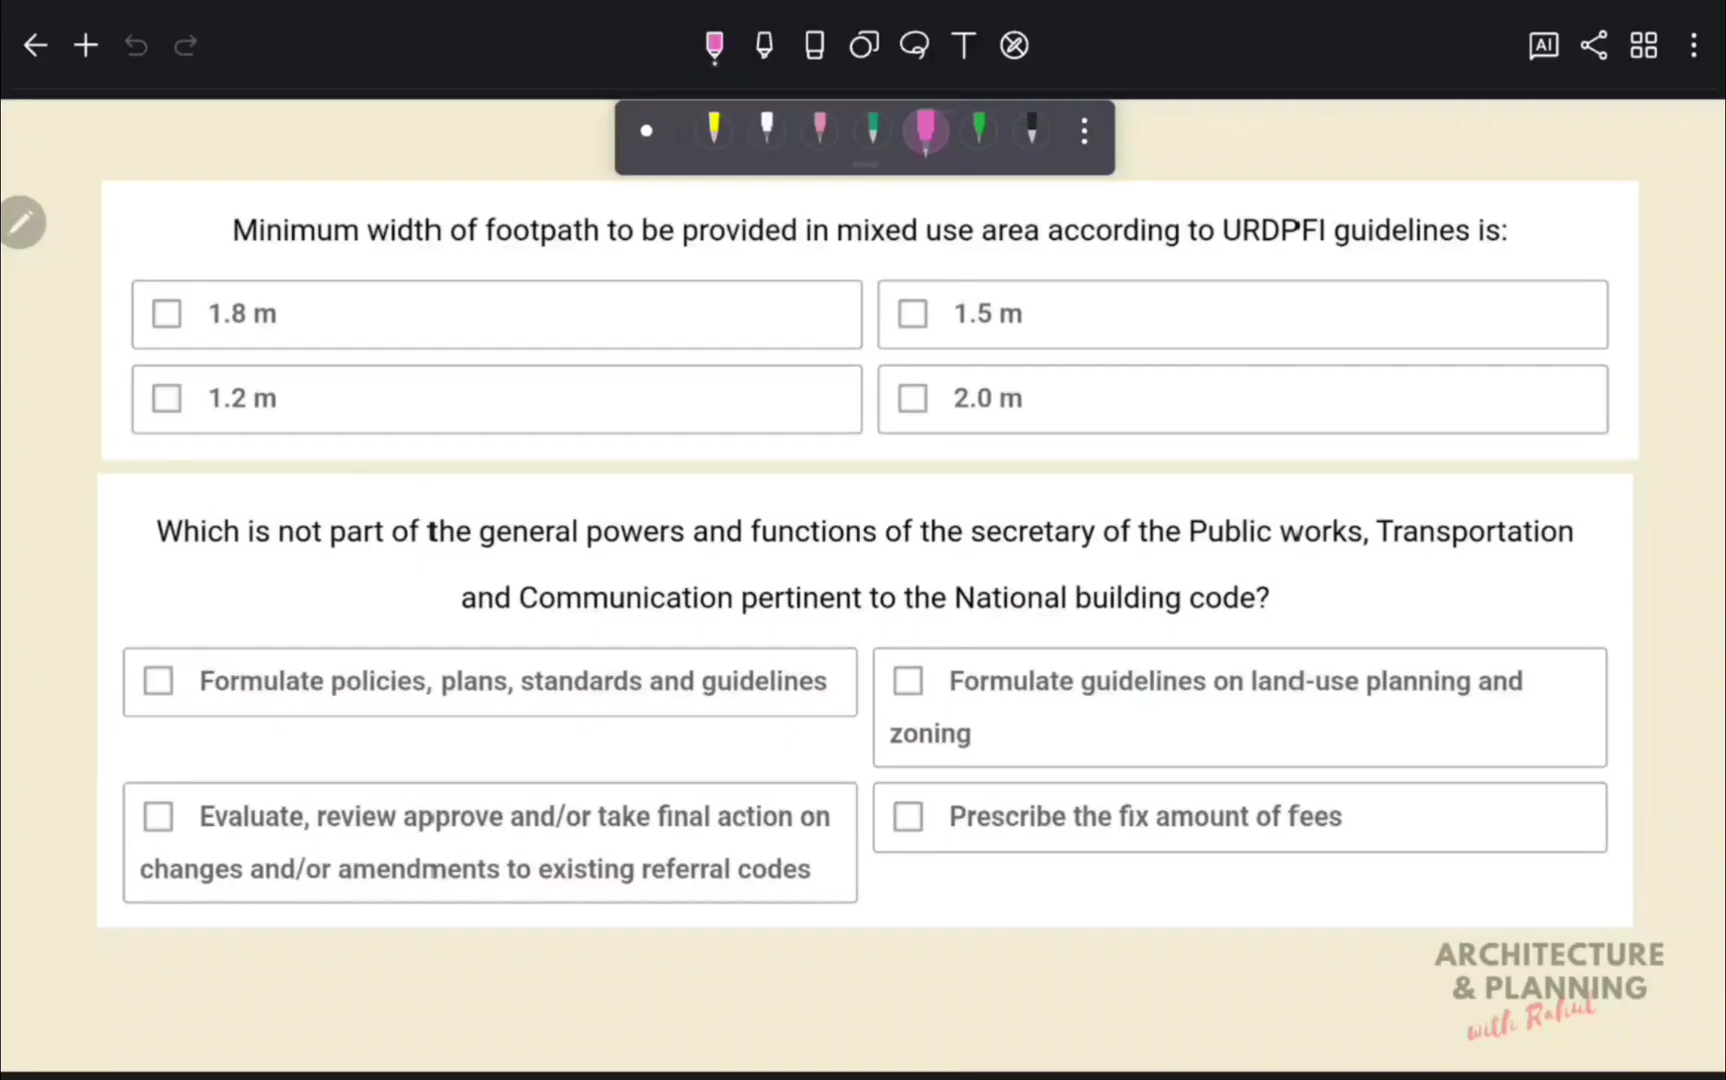 AI
Minimum width of footpath to be provided in mixed use area according to URDPFI guidelines is:
1.8 m
1.5 m
1.2 m
2.0 m
Which is not part of the general powers and functions of the secretary of the Public works, Transportation
and Communication pertinent to the National building code?
Formulate policies, plans, standards and guidelines
Formulate guidelines on land-use planning and
zoning
Evaluate, review approve and/or take final action on
changes and/or amendments to existing referral codes
Prescribe the fix amount of fees
ARCHITECTURE
& PLANNING
with Rahul